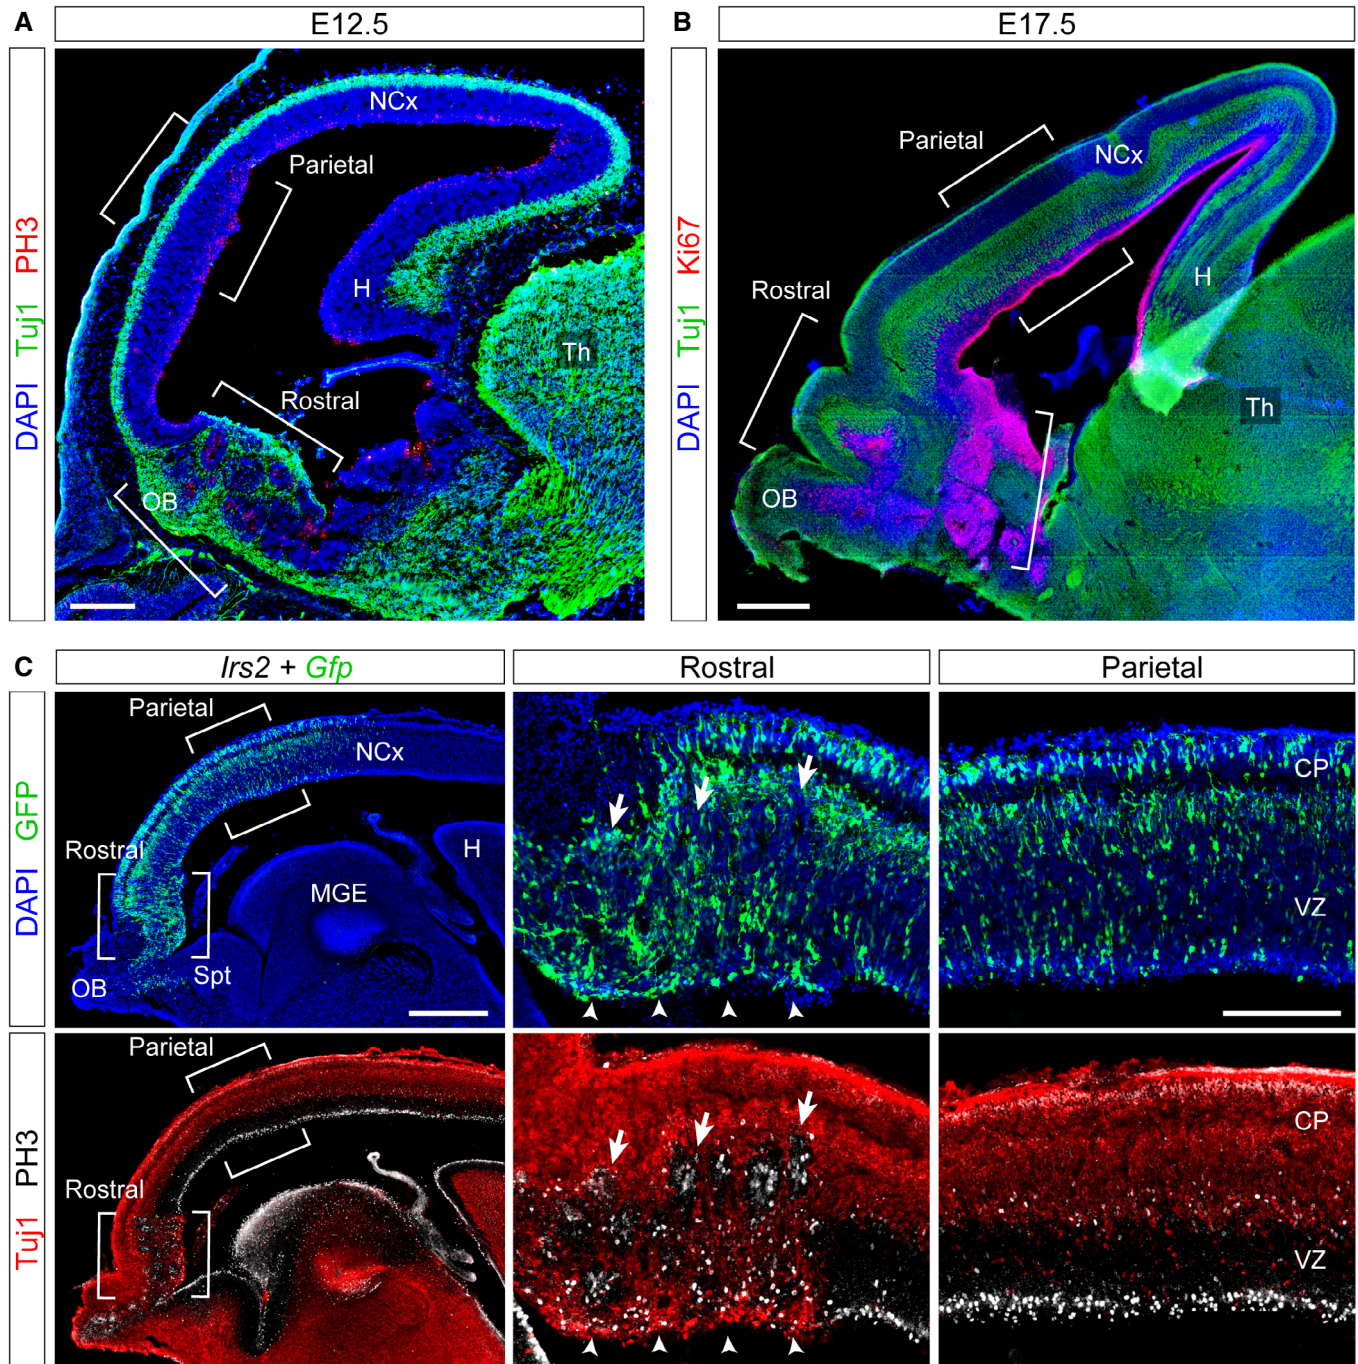 A
E12.5
DAPI Tuj1 PH3
NCx
Parietal
H
Th
Rostral
OB
B
E17.5
DAPI Tuj1 Ki67
Parietal
NCx
Rostral
H
Th
OB
C
Irs2 + Gfp
Rostral
Parietal
DAPI GFP
Parietal
NCx
Rostral
H
MGE
Spt
OB
CP
VZ
Tuj1 PH3
Parietal
Rostral
CP
VZ